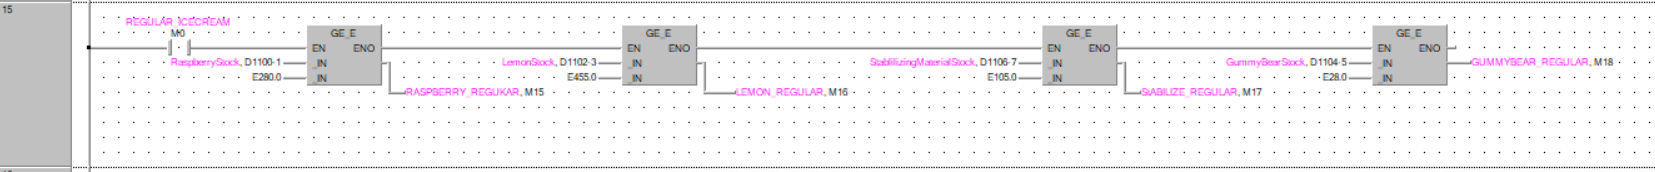 15
REGULAR_ICECREAM
M0
GE_E GE_E GE_E GE_E
EN ENO EN ENO EN ENO EN ENO
RaspberryStock, D1100-1 _IN LemonStock, D1102-3 _IN StablilizingMaterialStock, D1106-7 _IN GummyBearStock, D1104-5 _IN GUMMYBEAR_REGULAR, M18
E280.0 _IN E455.0 _IN E105.0 _IN E28.0 _IN
RASPBERRY_REGUKAR, M15 LEMON_REGULAR, M16 StABILIZE_REGULAR, M17